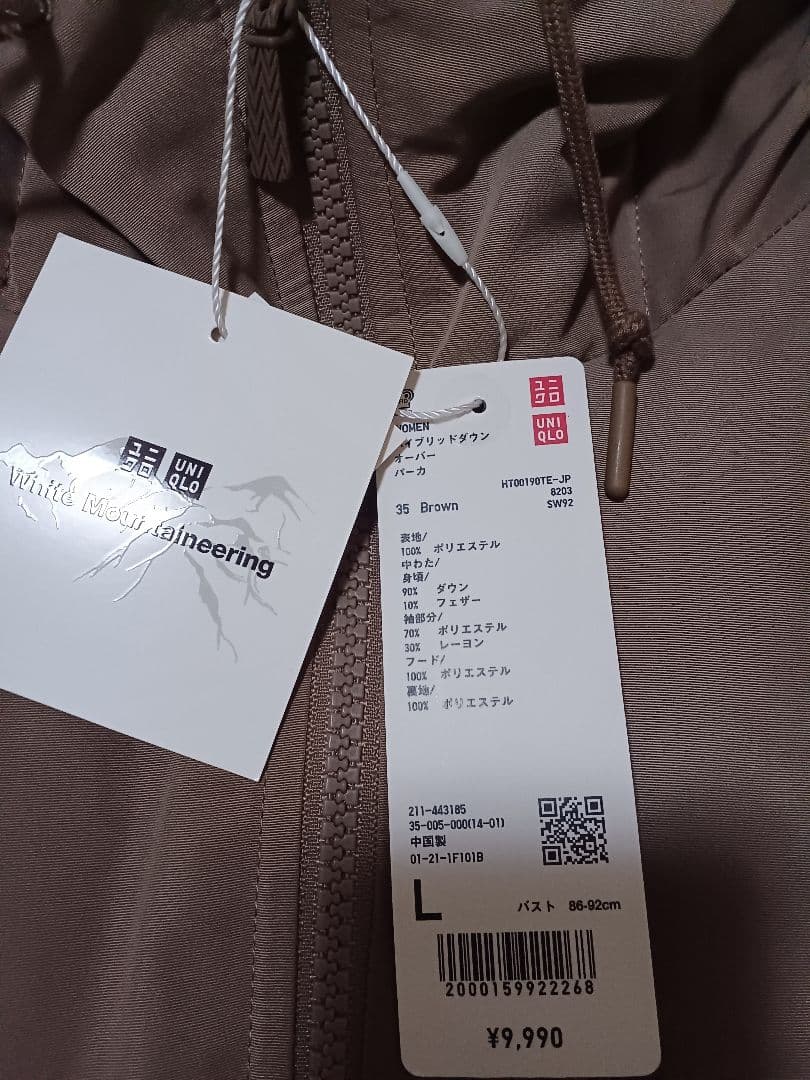 ユニ
クロ
UNI
QLO
White Mountaineering
ユニ
クロ
UNI
QLO
WOMEN
ハイブリッドダウン
オーバー
パーカ
HT00190TE-JP
8203
35 Brown
SW92
表地/
100% ポリエステル
中わた/
身頃/
90% ダウン
10% フェザー
袖部分/
70% ポリエステル
30% レーヨン
フード/
100% ポリエステル
裏地/
100% ポリエステル
211-443185
35-005-000(14-01)
中国製
01-21-1F101B
L バスト 86-92cm
2000159922268
¥9,990